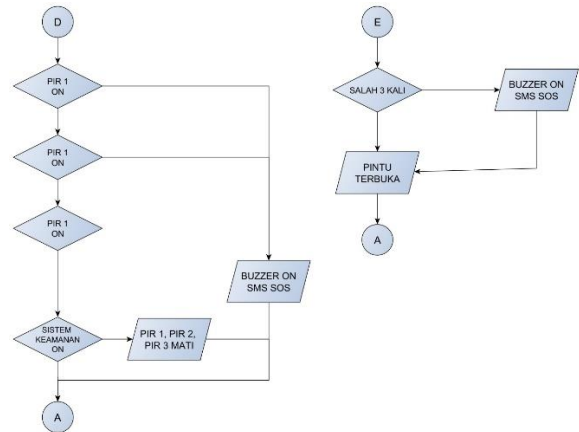 D
PIR 1
ON
PIR 1
ON
PIR 1
ON
BUZZER ON
SMS SOS
SISTEM
KEAMANAN
ON
PIR 1, PIR 2,
PIR 3 MATI
A
E
SALAH 3 KALI
BUZZER ON
SMS SOS
PINTU
TERBUKA
A